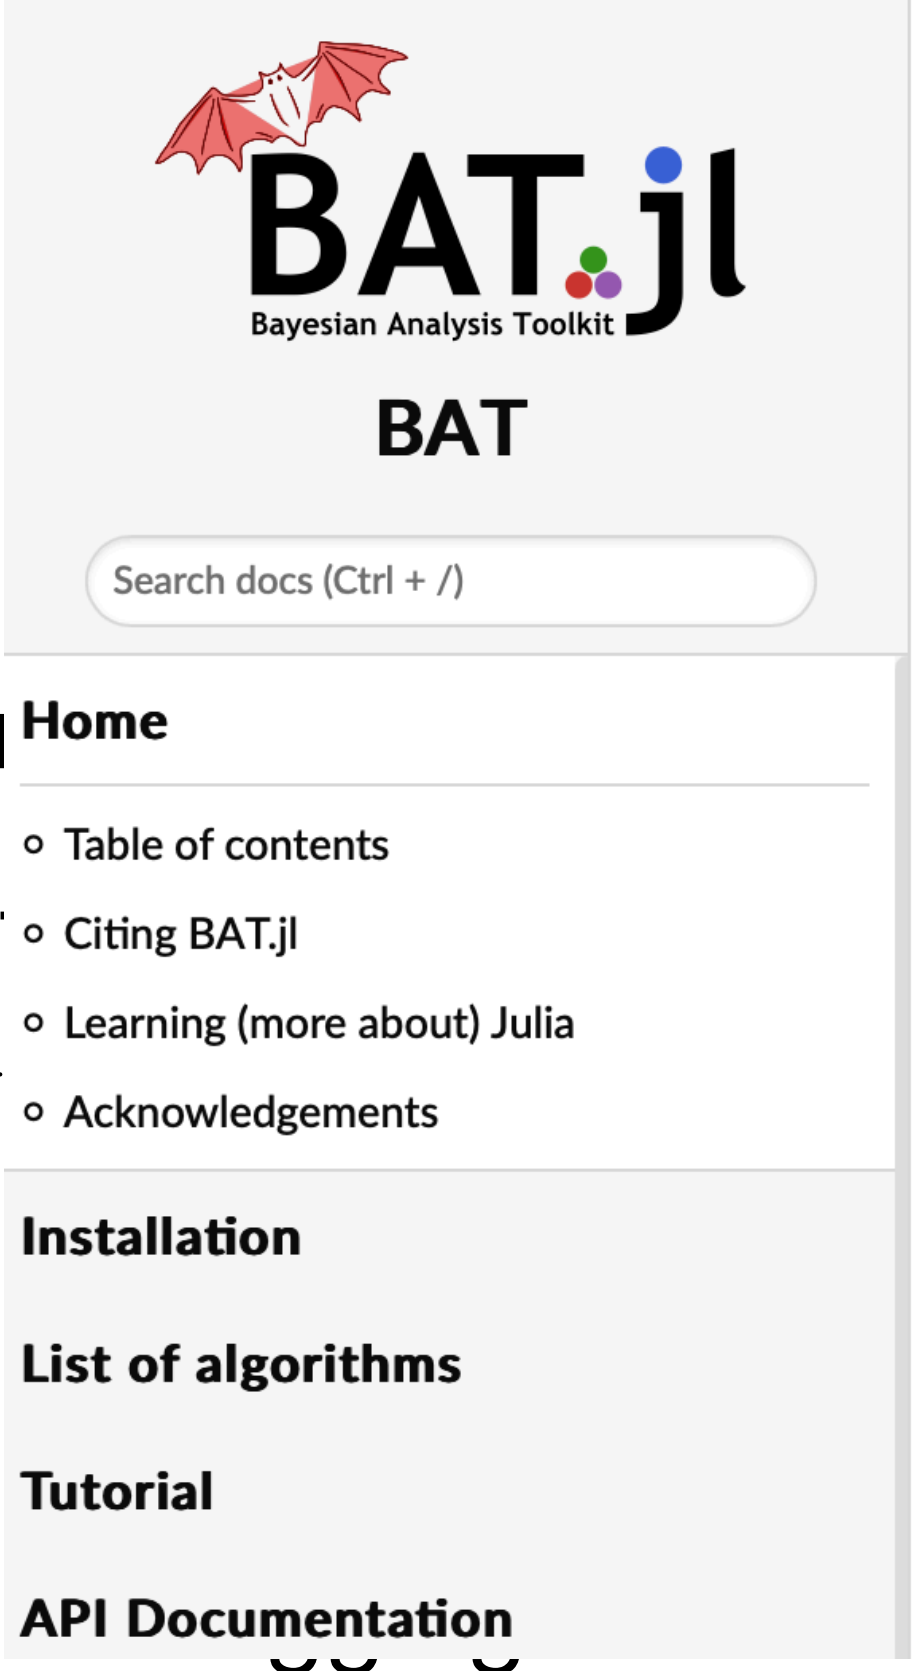 BAT.jl
Bayesian Analysis Toolkit
BAT
Search docs (Ctrl + /)
Home
Table of contents
Citing BAT.jl
Learning (more about) Julia
Acknowledgements
Installation
List of algorithms
Tutorial
API Documentation